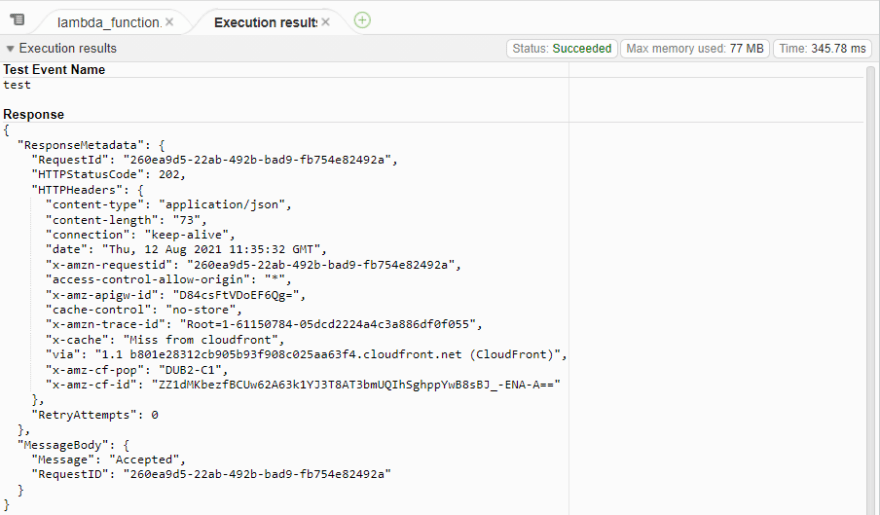 lambda_function. ×
Execution result: ×
Execution results
Status: Succeeded
Max memory used: 77 MB
Time: 345.78 ms
Test Event Name
test
Response
{
  "ResponseMetadata": {
    "RequestId": "260ea9d5-22ab-492b-bad9-fb754e82492a",
    "HTTPStatusCode": 202,
    "HTTPHeaders": {
      "content-type": "application/json",
      "content-length": "73",
      "connection": "keep-alive",
      "date": "Thu, 12 Aug 2021 11:35:32 GMT",
      "x-amzn-requestid": "260ea9d5-22ab-492b-bad9-fb754e82492a",
      "access-control-allow-origin": "*",
      "x-amz-apigw-id": "D84csFtVDoEF6Qg=",
      "cache-control": "no-store",
      "x-amzn-trace-id": "Root=1-61150784-05dcd2224a4c3a886df0f055",
      "x-cache": "Miss from cloudfront",
      "via": "1.1 b801e28312cb905b93f908c025aa63f4.cloudfront.net (CloudFront)",
      "x-amz-cf-pop": "DUB2-C1",
      "x-amz-cf-id": "ZZ1dMKbezfBCUw62A63k1YJ3T8AT3bmUQIhSghppYwB8sBJ_-ENA-A=="
    },
    "RetryAttempts": 0
  },
  "MessageBody": {
    "Message": "Accepted",
    "RequestID": "260ea9d5-22ab-492b-bad9-fb754e82492a"
  }
}